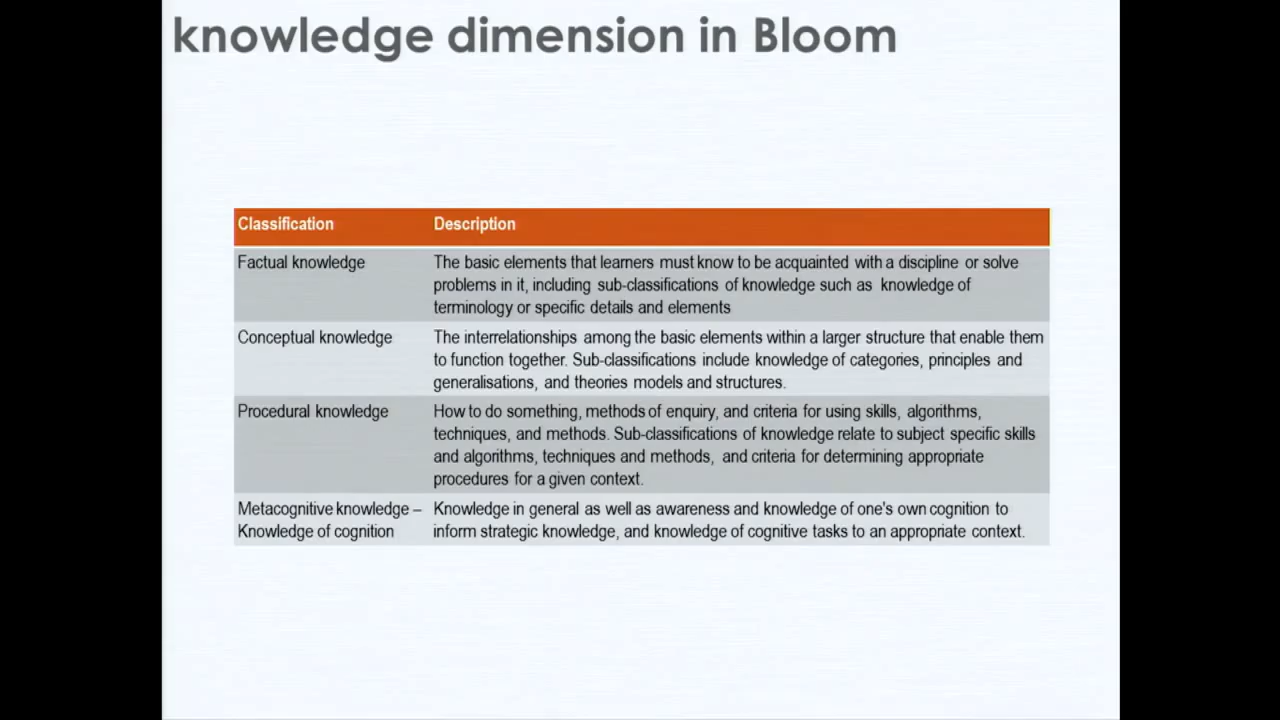 knowledge dimension in Bloom
Classification Description
Factual knowledge The basic elements that learners must know to be acquainted with a discipline or solve
problems in it, including sub-classifications of knowledge such as knowledge of
terminology or specific details and elements
Conceptual knowledge The interrelationships among the basic elements within a larger structure that enable them
to function together. Sub-classifications include knowledge of categories, principles and
generalisations, and theories models and structures.
Procedural knowledge How to do something, methods of enquiry, and criteria for using skills, algorithms,
techniques, and methods. Sub-classifications of knowledge relate to subject specific skills
and algorithms, techniques and methods, and criteria for determining appropriate
procedures for a given context.
Metacognitive knowledge – Knowledge in general as well as awareness and knowledge of one's own cognition to
Knowledge of cognition inform strategic knowledge, and knowledge of cognitive tasks to an appropriate context.